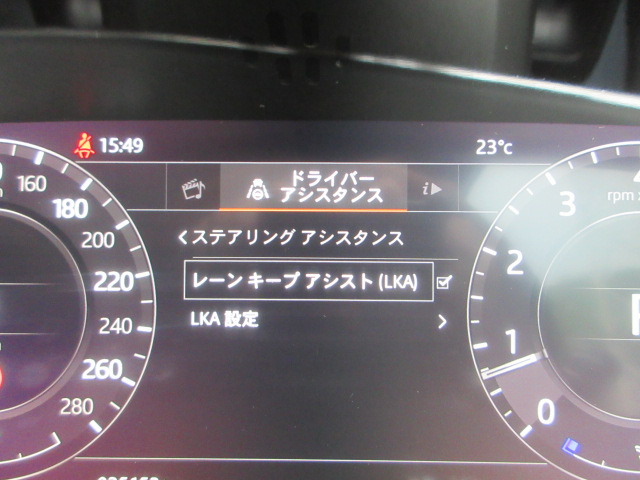 15:49
23°c
ドライバー
アシスタンス
i
ステアリング アシスタンス
レーン キープ アシスト (LKA)
LKA 設定
160
180
200
220
240
260
280
3
2
1
0
rpm